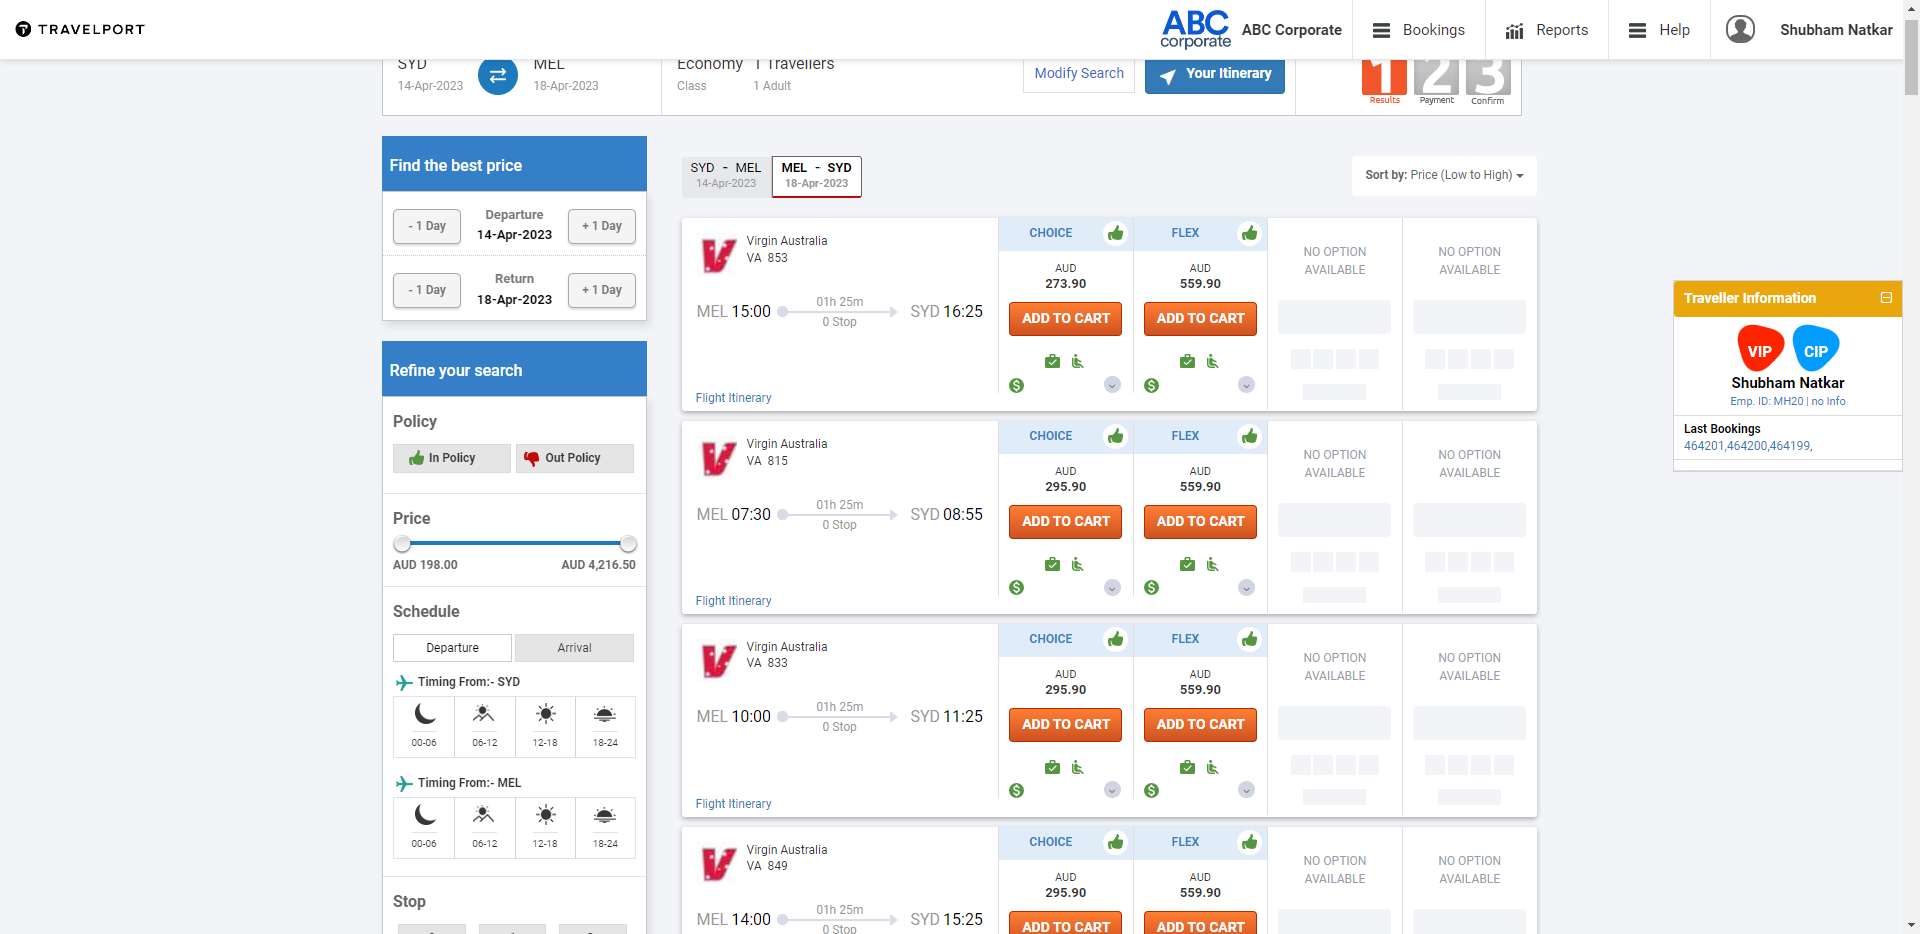 TRAVELPORT
ABC corporate
ABC Corporate
Bookings
Reports
Help
Shubham Natkar
SYD
14-Apr-2023
MEL
18-Apr-2023
Economy
Class
1 Travellers
1 Adult
Modify Search
Your Itinerary
1 2 3
Results
Payment
Confirm
Find the best price
- 1 Day
Departure
14-Apr-2023
+ 1 Day
- 1 Day
Return
18-Apr-2023
+ 1 Day
Refine your search
Policy
In Policy
Out Policy
Price
AUD 198.00
AUD 4,216.50
Schedule
Departure
Arrival
Timing From:- SYD
00-06
06-12
12-18
18-24
Timing From:- MEL
00-06
06-12
12-18
18-24
Stop
SYD - MEL
14-Apr-2023
MEL - SYD
18-Apr-2023
Sort by: Price (Low to High)
Virgin Australia
VA 853
MEL 15:00
01h 25m
0 Stop
SYD 16:25
Flight Itinerary
CHOICE
AUD
273.90
ADD TO CART
FLEX
AUD
559.90
ADD TO CART
NO OPTION
AVAILABLE
NO OPTION
AVAILABLE
Virgin Australia
VA 815
MEL 07:30
01h 25m
0 Stop
SYD 08:55
Flight Itinerary
CHOICE
AUD
295.90
ADD TO CART
FLEX
AUD
559.90
ADD TO CART
NO OPTION
AVAILABLE
NO OPTION
AVAILABLE
Virgin Australia
VA 833
MEL 10:00
01h 25m
0 Stop
SYD 11:25
Flight Itinerary
CHOICE
AUD
295.90
ADD TO CART
FLEX
AUD
559.90
ADD TO CART
NO OPTION
AVAILABLE
NO OPTION
AVAILABLE
Virgin Australia
VA 849
MEL 14:00
01h 25m
0 Stop
SYD 15:25
CHOICE
AUD
295.90
ADD TO CART
FLEX
AUD
559.90
ADD TO CART
NO OPTION
AVAILABLE
NO OPTION
AVAILABLE
Traveller Information
VIP
CIP
Shubham Natkar
Emp. ID: MH20 | no Info
Last Bookings
464201,464200,464199,